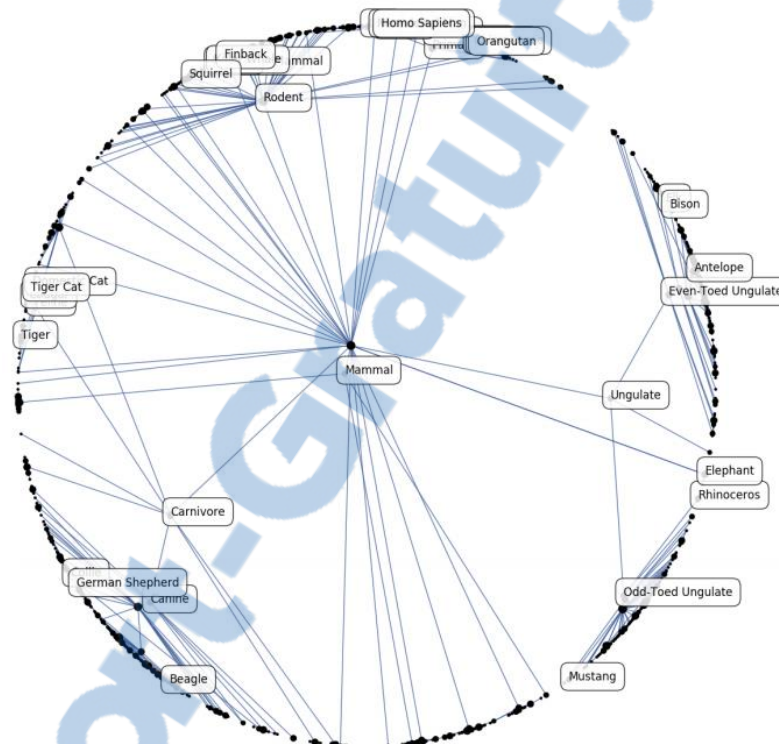 Homo Sapiens
Orangutan
Finback
Squirrel
Rodent
Bison
Antelope
Even-Toed Ungulate
Cat
Tiger Cat
Tiger
Mammal
Ungulate
Elephant
Rhinoceros
Carnivore
German Shepherd
Canine
Odd-Toed Ungulate
Mustang
Beagle